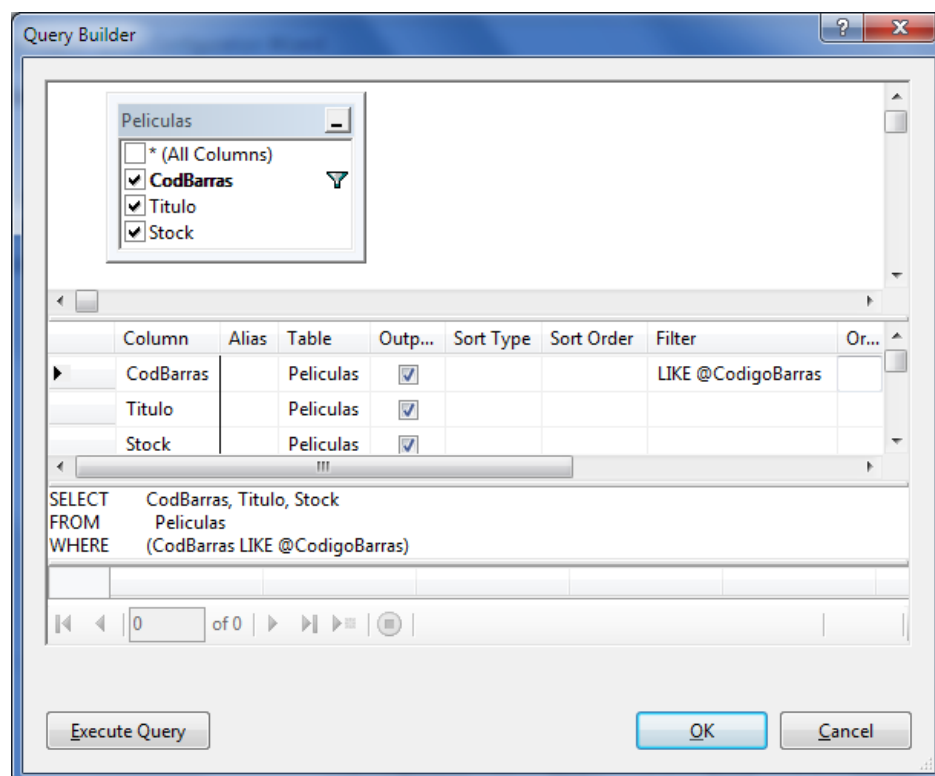 Query Builder
Peliculas
* (All Columns)
CodBarras
Titulo
Stock
Column Alias Table Outp... Sort Type Sort Order Filter Or...
CodBarras Peliculas LIKE @CodigoBarras
Titulo Peliculas
Stock Peliculas
SELECT CodBarras, Titulo, Stock
FROM Peliculas
WHERE (CodBarras LIKE @CodigoBarras)
0 of 0
Execute Query OK Cancel